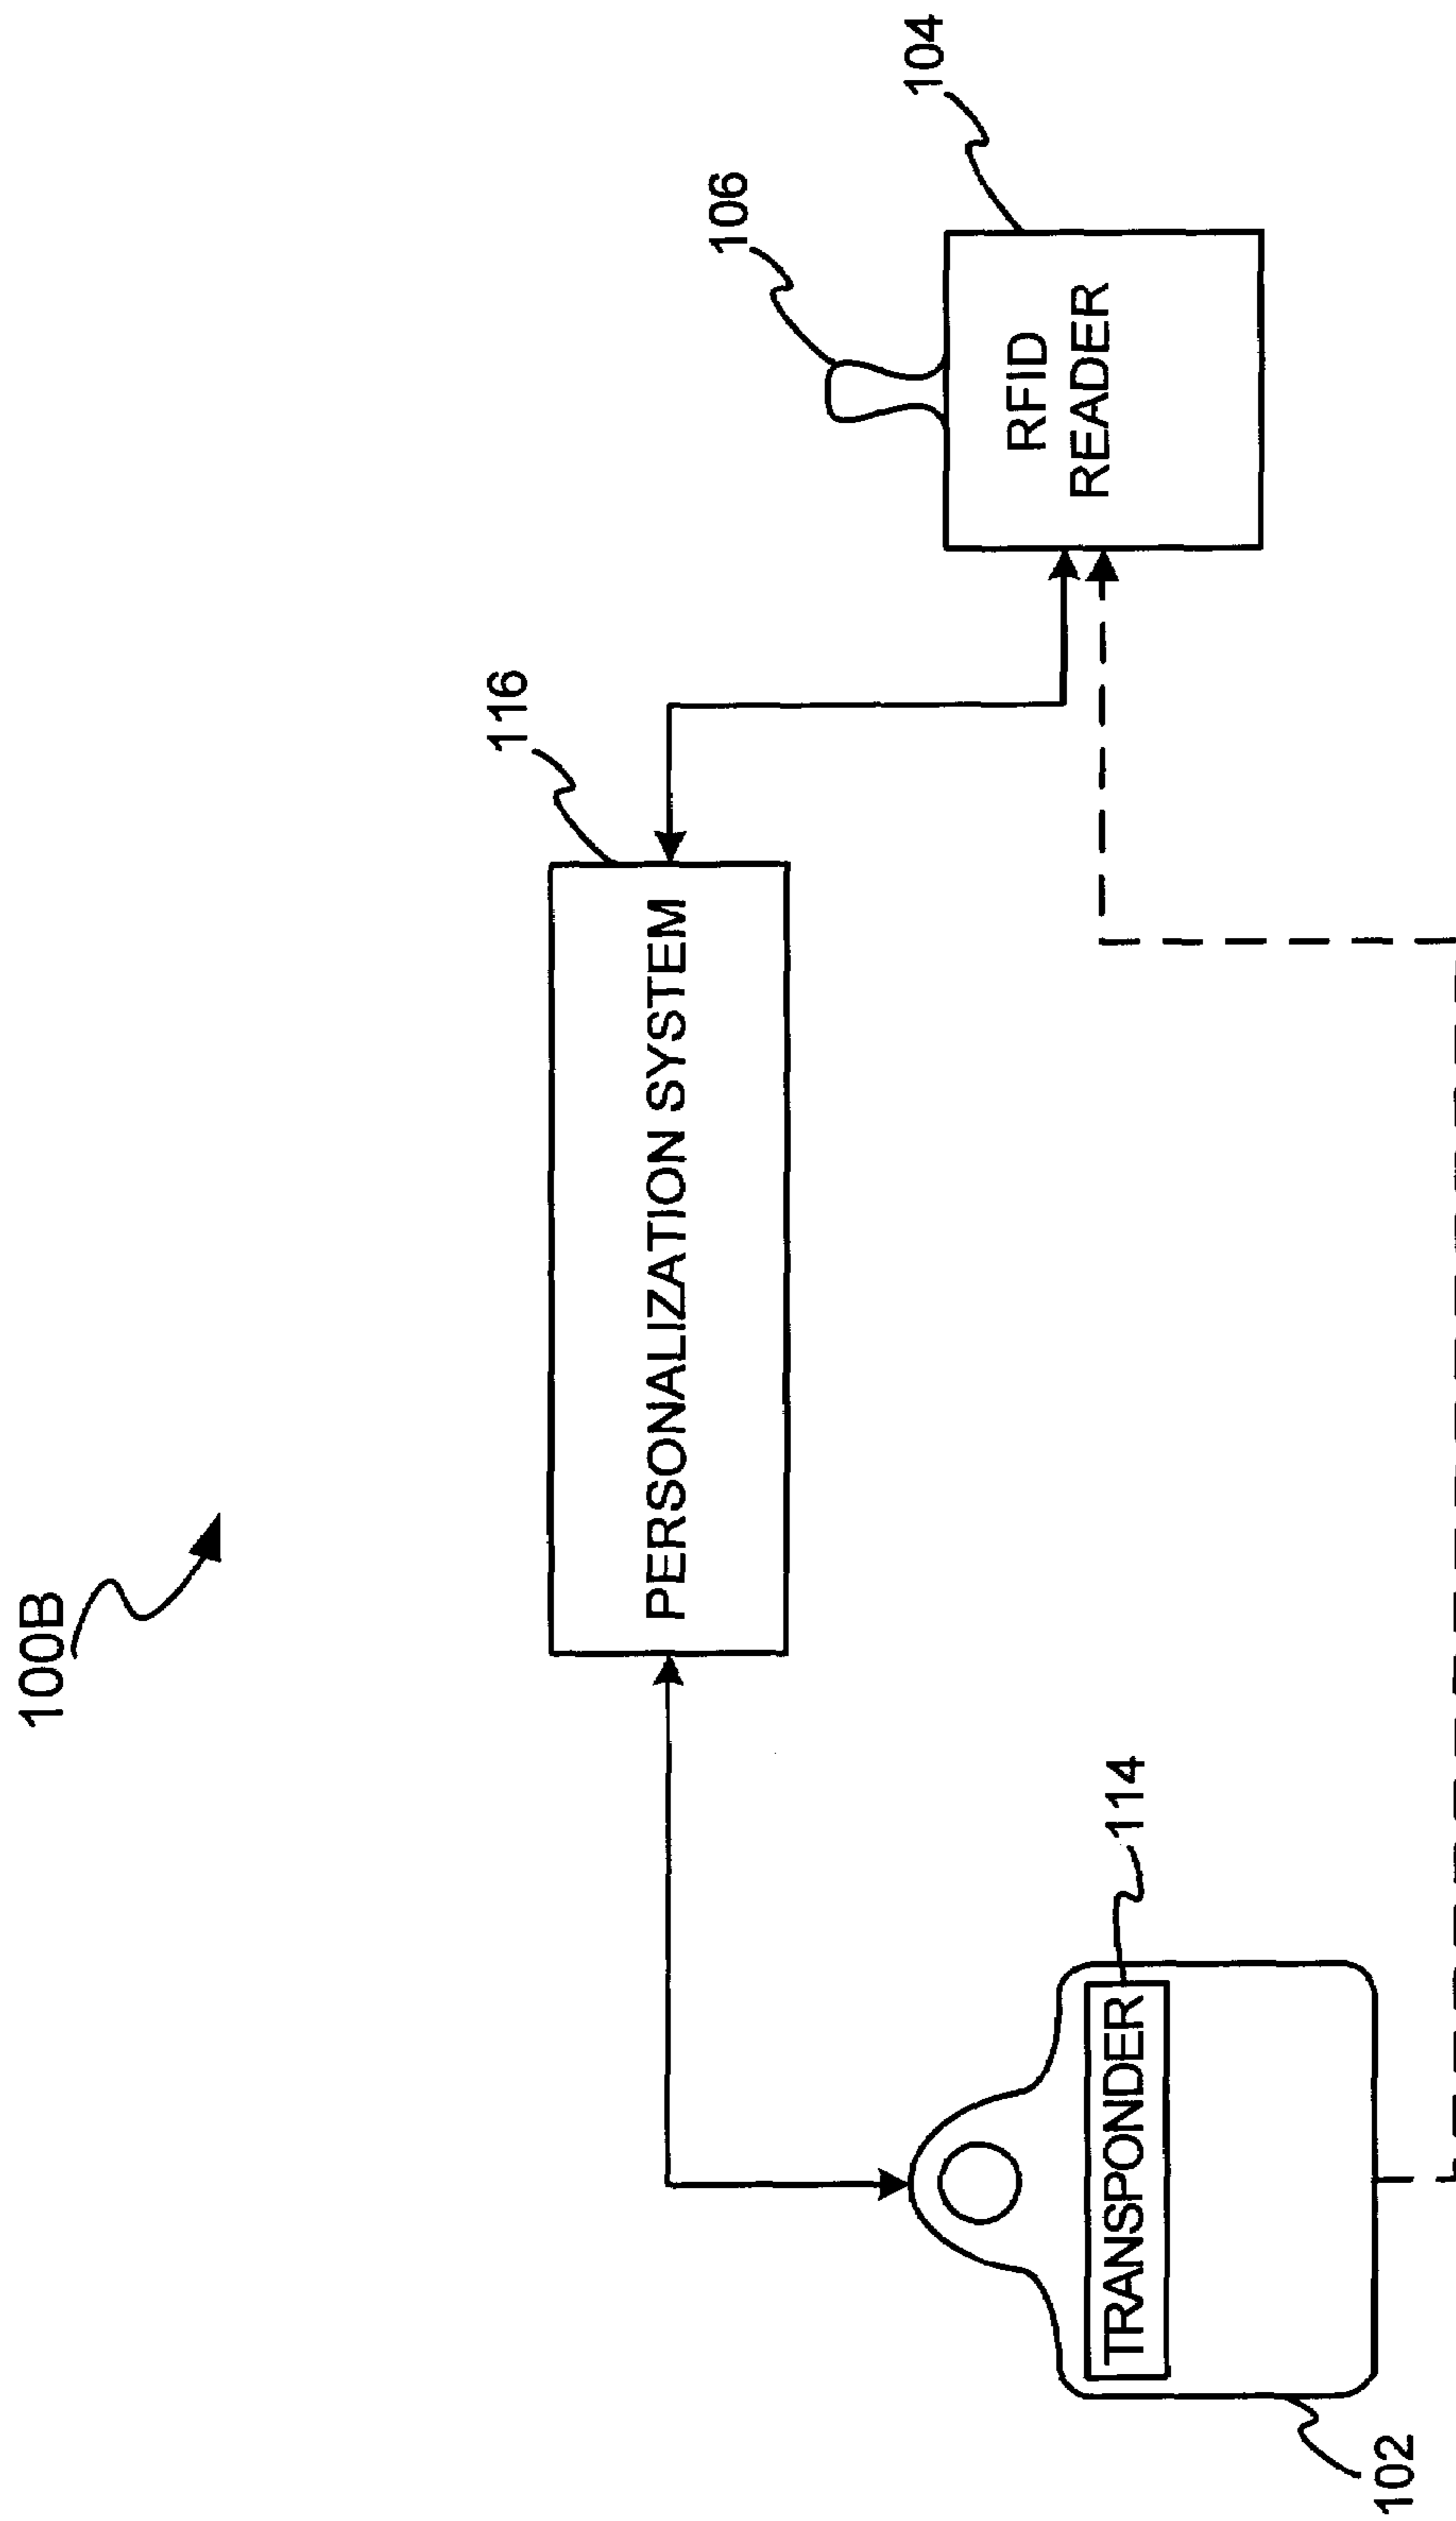 100B
116
PERSONALIZATION SYSTEM
106
104
RFID
READER
TRANSPONDER
114
102